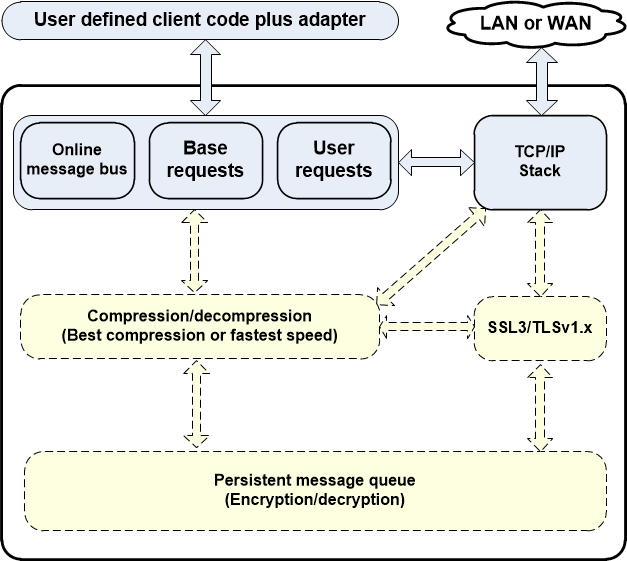 User defined client code plus adapter
LAN or WAN
Online
message bus
Base
requests
User
requests
TCP/IP
Stack
Compression/decompression
(Best compression or fastest speed)
SSL3/TLSv1.x
Persistent message queue
(Encryption/decryption)